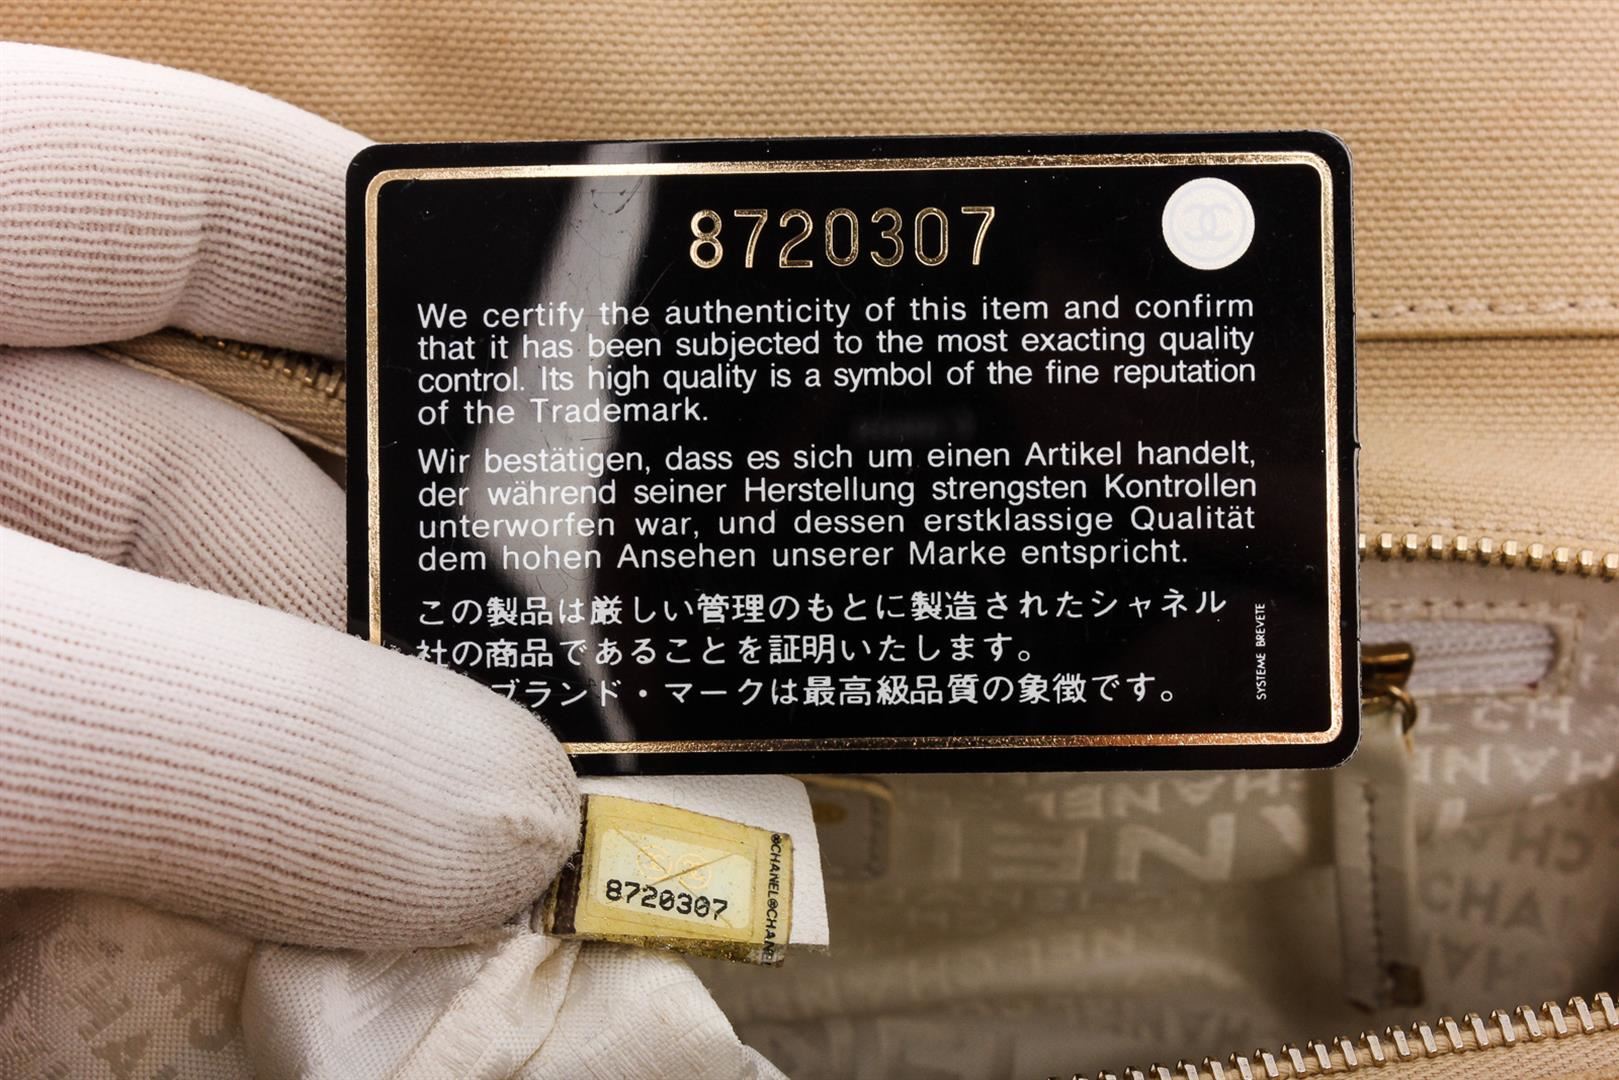 8720307
We certify the authenticity of this item and confirm
that it has been subjected to the most exacting quality
control. Its high quality is a symbol of the fine reputation
of the Trademark.
Wir bestätigen, dass es sich um einen Artikel handelt,
der während seiner Herstellung strengsten Kontrollen
unterworfen war, und dessen erstklassige Qualität
dem hohen Ansehen unserer Marke entspricht.
この製品は厳しい管理のもとに製造されたシャネル
社の商品であることを証明いたします。
ブランド・マークは最高級品質の象徴です。
SYSTEME BREVETE
8720307
®CHANEL®CHAN
CHANEL